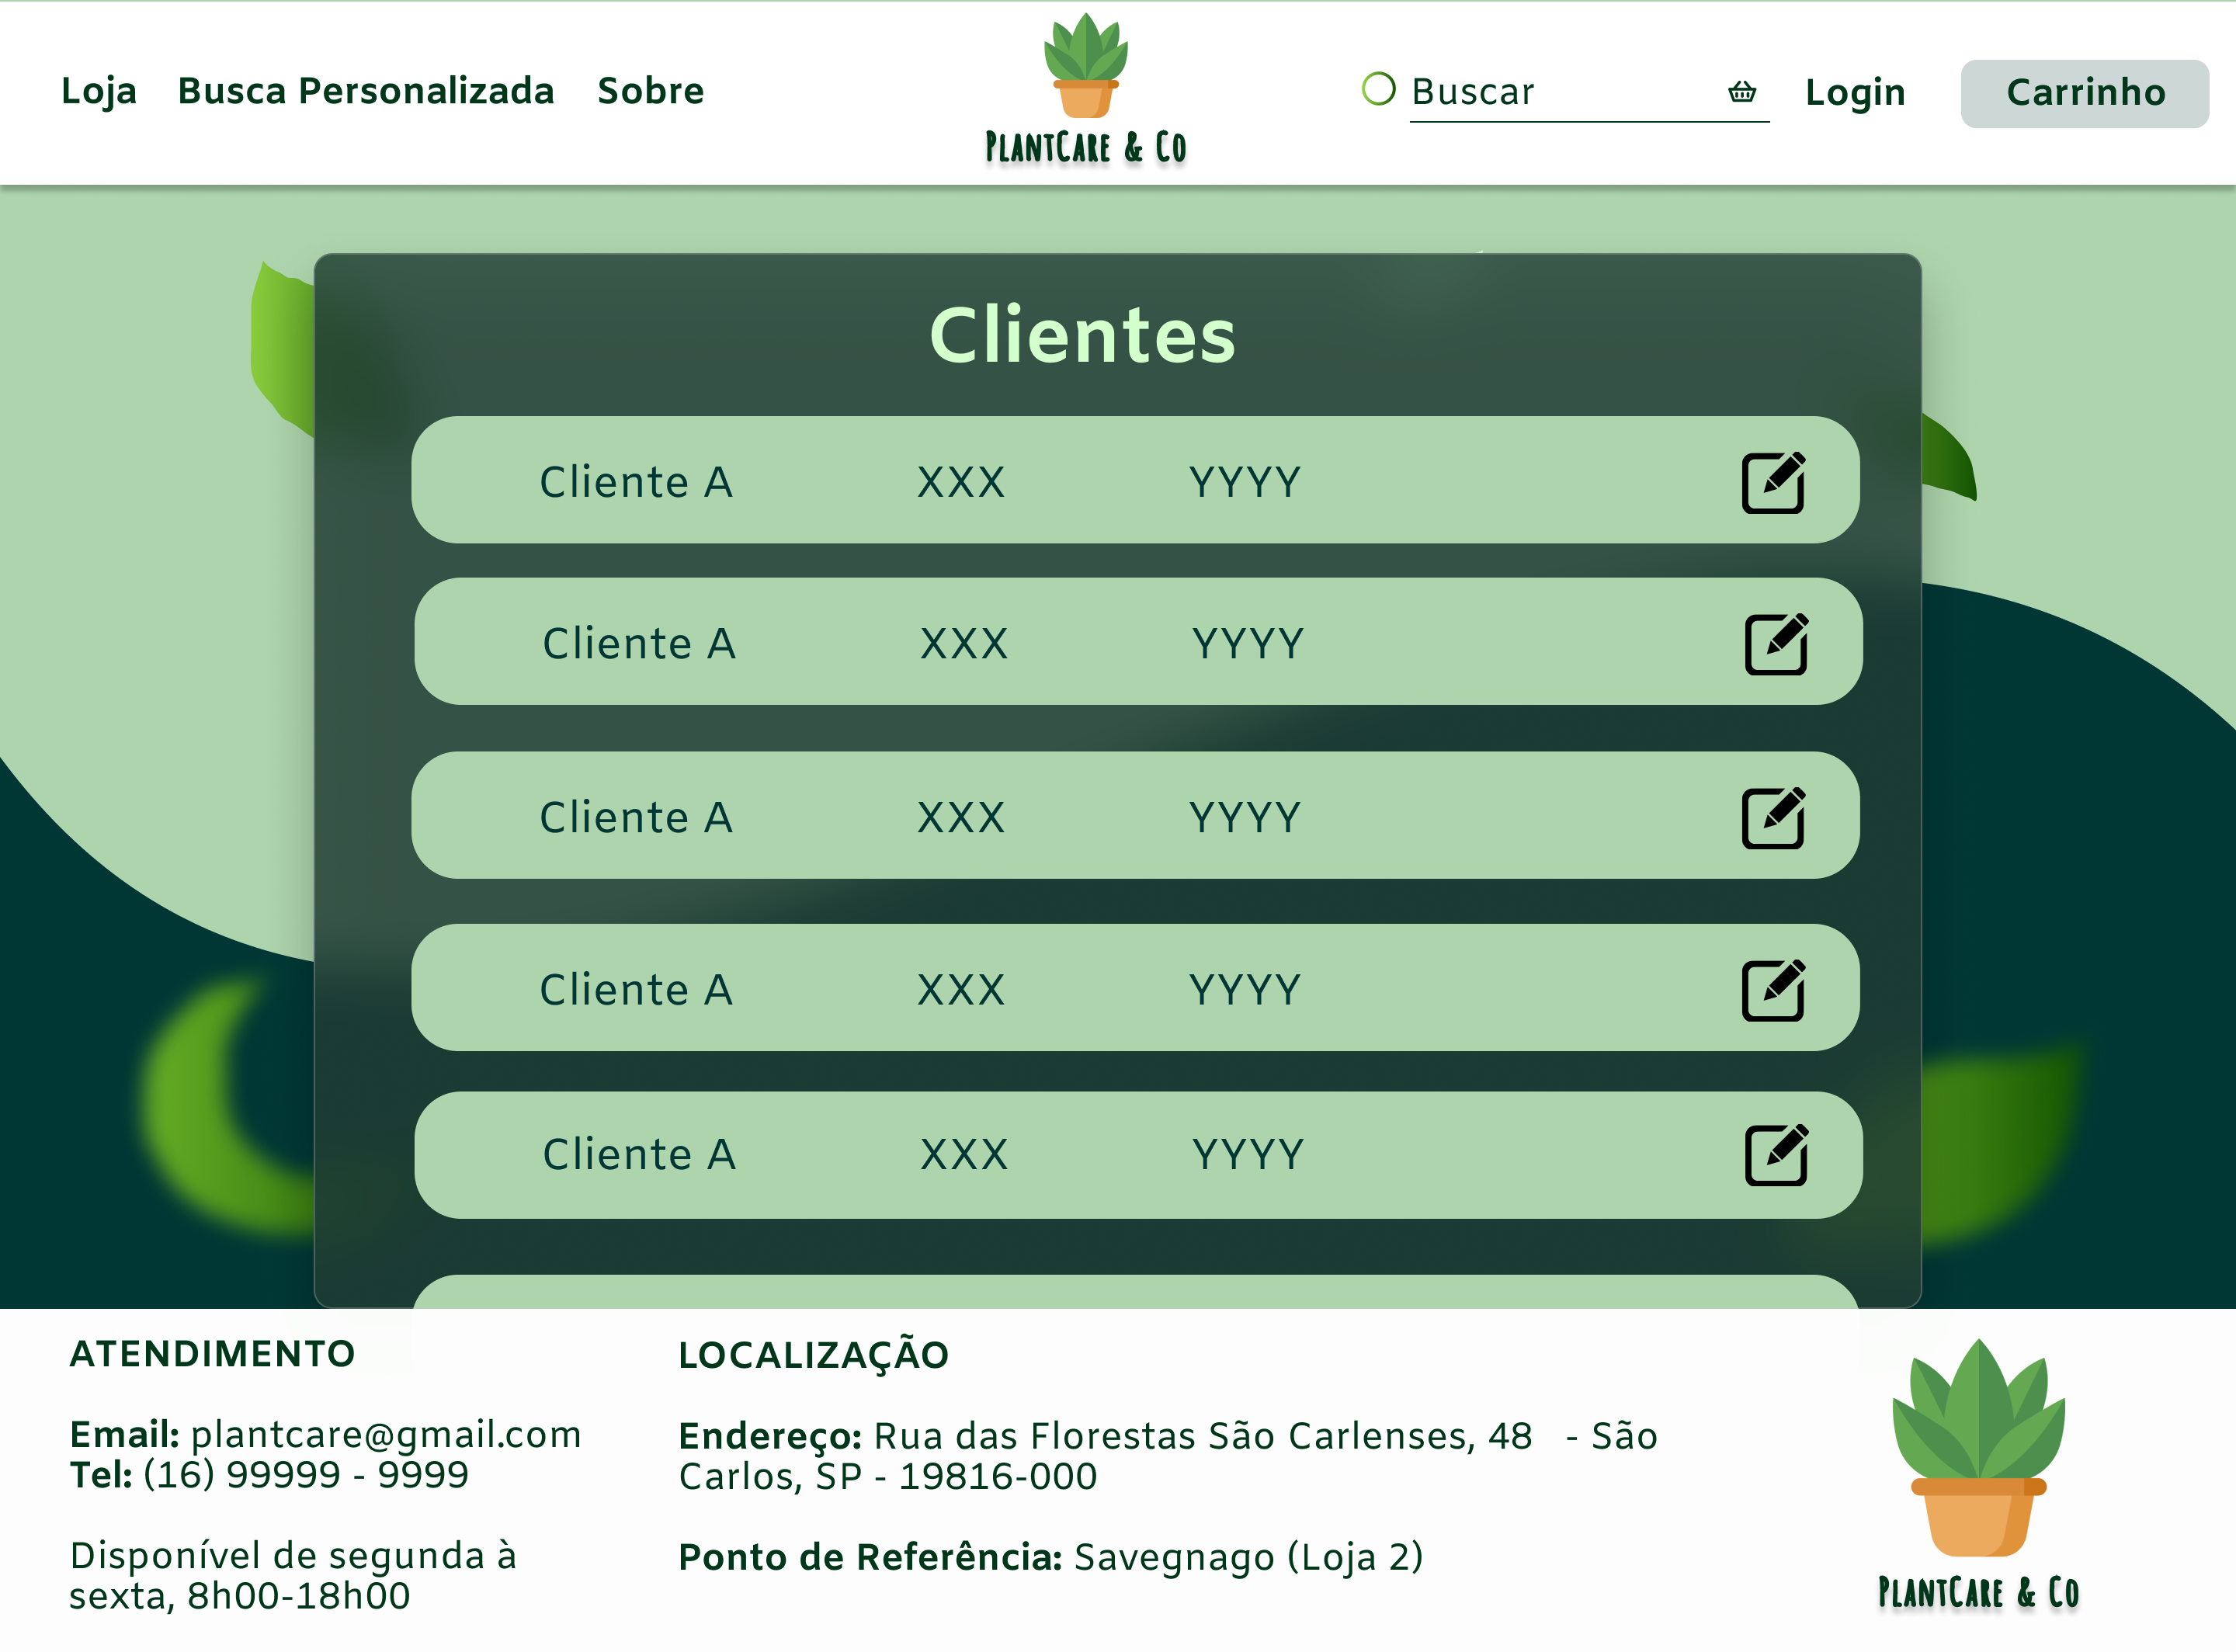 Loja Busca Personalizada Sobre
PLANTCARE & CO
Buscar
Login
Carrinho
Clientes
Cliente A XXX YYYY
Cliente A XXX YYYY
Cliente A XXX YYYY
Cliente A XXX YYYY
Cliente A XXX YYYY
ATENDIMENTO
Email: plantcare@gmail.com
Tel: (16) 99999 - 9999
Disponível de segunda à
sexta, 8h00-18h00
LOCALIZAÇÃO
Endereço: Rua das Florestas São Carlenses, 48 - São
Carlos, SP - 19816-000
Ponto de Referência: Savegnago (Loja 2)
PLANTCARE & CO